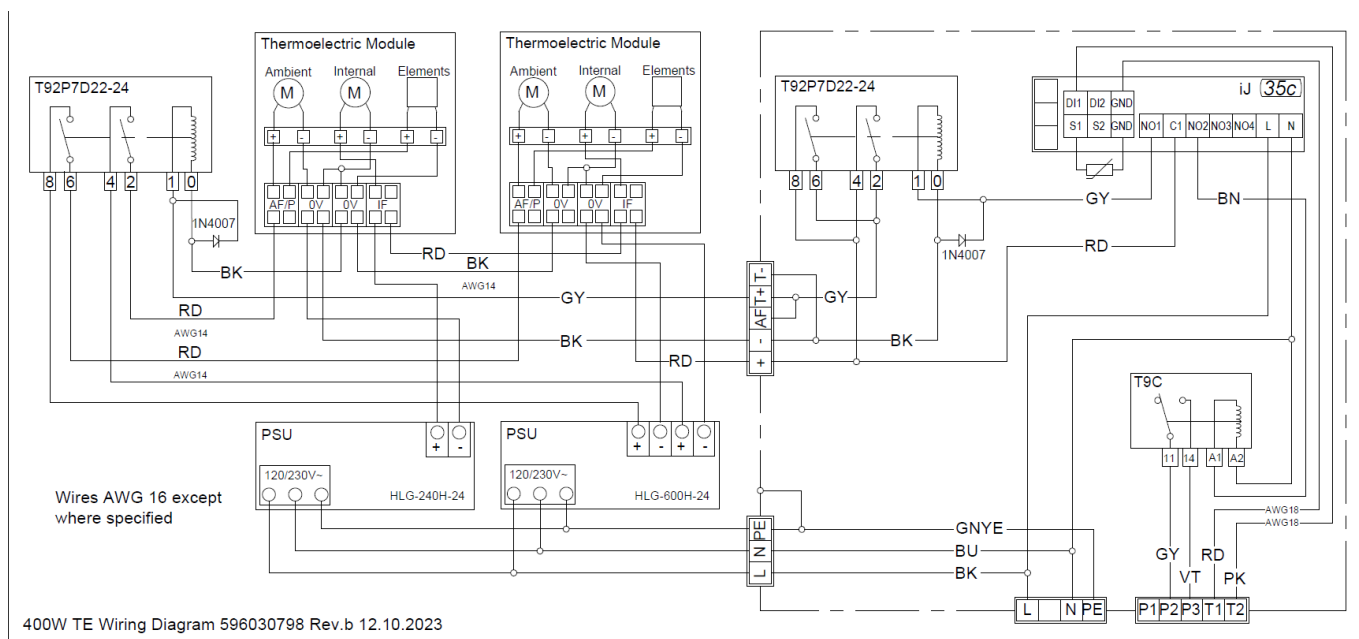 Thermoelectric Module
Ambient Internal Elements
M M
+ - + - + -
AF/P 0V 0V IF
Thermoelectric Module
Ambient Internal Elements
M M
+ - + - + -
AF/P 0V 0V IF
T92P7D22-24
8 6 4 2 1 0
1N4007
T92P7D22-24
8 6 4 2 1 0
1N4007
iJ 35c
DI1 DI2 GND
S1 S2 GND NO1 C1 NO2 NO3 NO4 L N
GY
BN
RD
BK
RD
BK
AWG14
GY
RD
AWG14
BK
RD
AWG14
RD
T-
T+
AF
-
+
GY
BK
T9C
11 14 A1 A2
PSU
+ -
120/230V~
HLG-240H-24
PSU
+ - + -
120/230V~
HLG-600H-24
Wires AWG 16 except
where specified
PE
N
L
GNYE
BU
BK
AWG18
AWG18
GY RD
VT PK
L N PE
P1 P2 P3 T1 T2
400W TE Wiring Diagram 596030798 Rev.b 12.10.2023